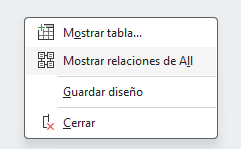 Mostrar tabla...
Mostrar relaciones de All
Guardar diseño
Cerrar